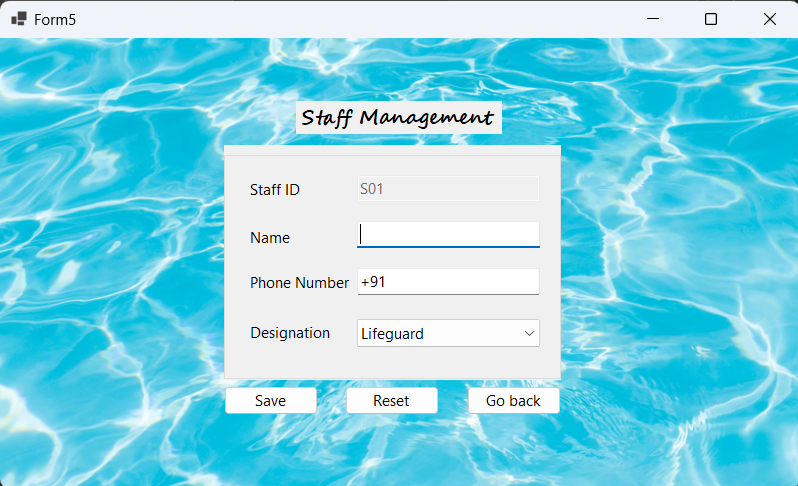 Form5
Staff Management
Staff ID S01
Name
Phone Number +91
Designation Lifeguard
Save Reset Go back